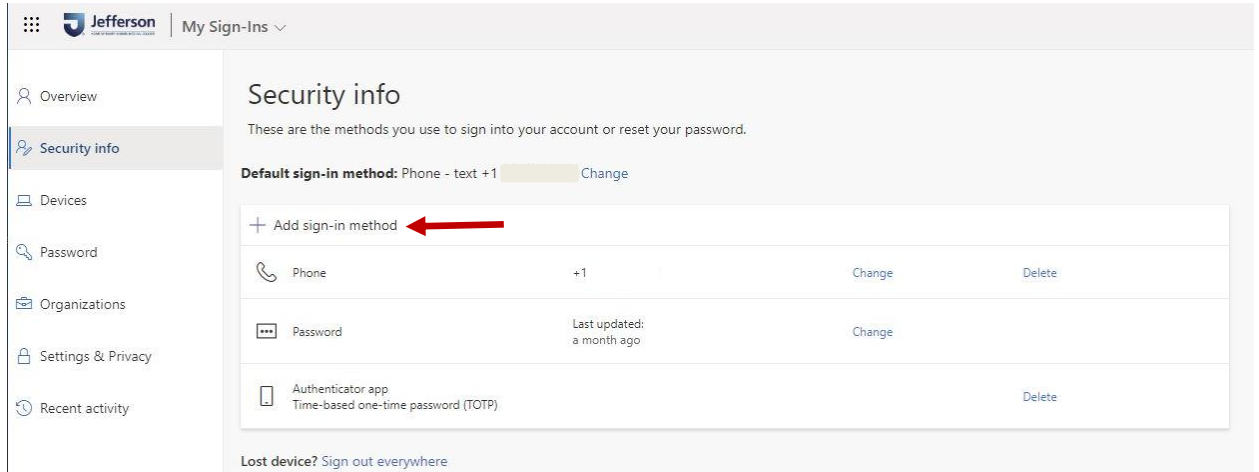 Jefferson My Sign-Ins
Overview
Security info
Devices
Password
Organizations
Settings & Privacy
Recent activity
Security info
These are the methods you use to sign into your account or reset your password.
Default sign-in method: Phone - text +1 Change
+ Add sign-in method
Phone +1 Change Delete
Password Last updated:
a month ago Change
Authenticator app
Time-based one-time password (TOTP) Delete
Lost device? Sign out everywhere